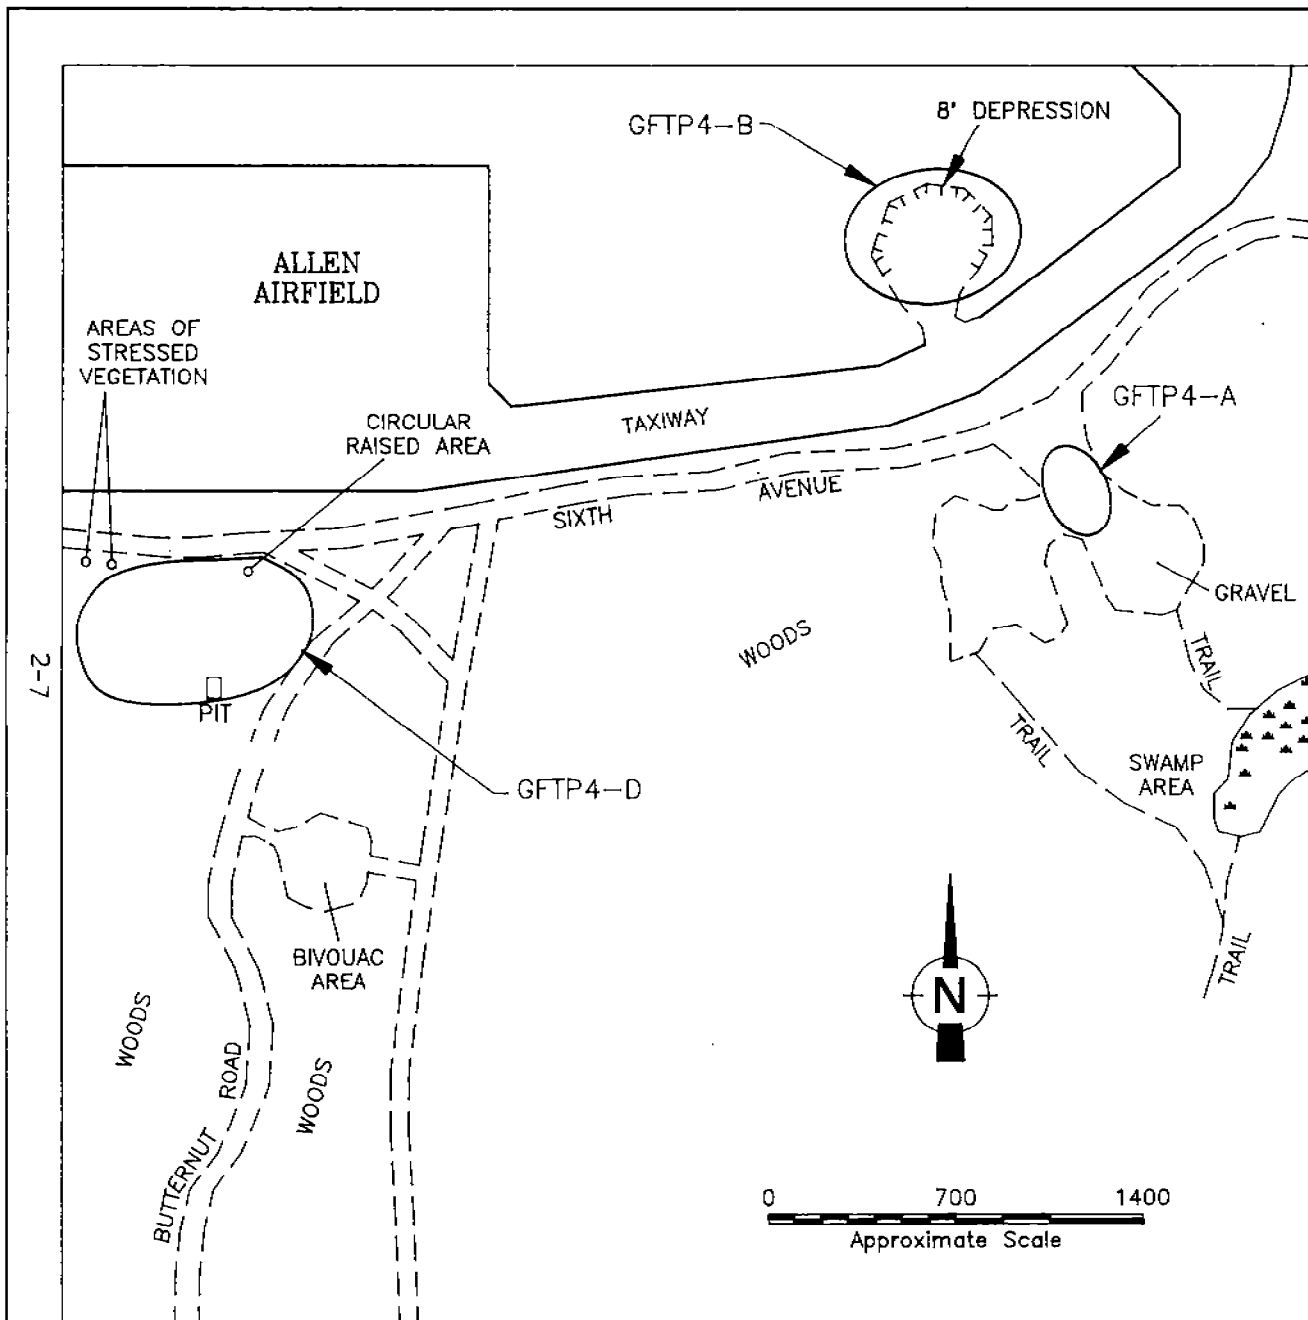 8' DEPRESSION
GFTP4-B
ALLEN
AIRFIELD
AREAS OF
STRESSED
VEGETATION
CIRCULAR
RAISED AREA
TAXIWAY
GFTP4-A
SIXTH
AVENUE
GRAVEL
WOODS
TRAIL
2-7
PIT
TRAIL
SWAMP
AREA
GFTP4-D
BIVOUAC
AREA
TRAIL
N
WOODS
BUTTERNUT
ROAD
WOODS
0 700 1400
Approximate Scale